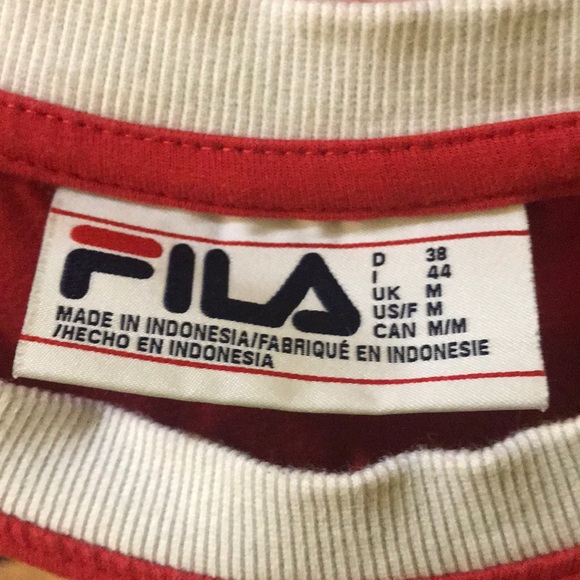 FILA
D 38
I 44
UK M
US/F M
CAN M/M
MADE IN INDONESIA/FABRIQUÉ EN INDONESIE
/HECHO EN INDONESIA